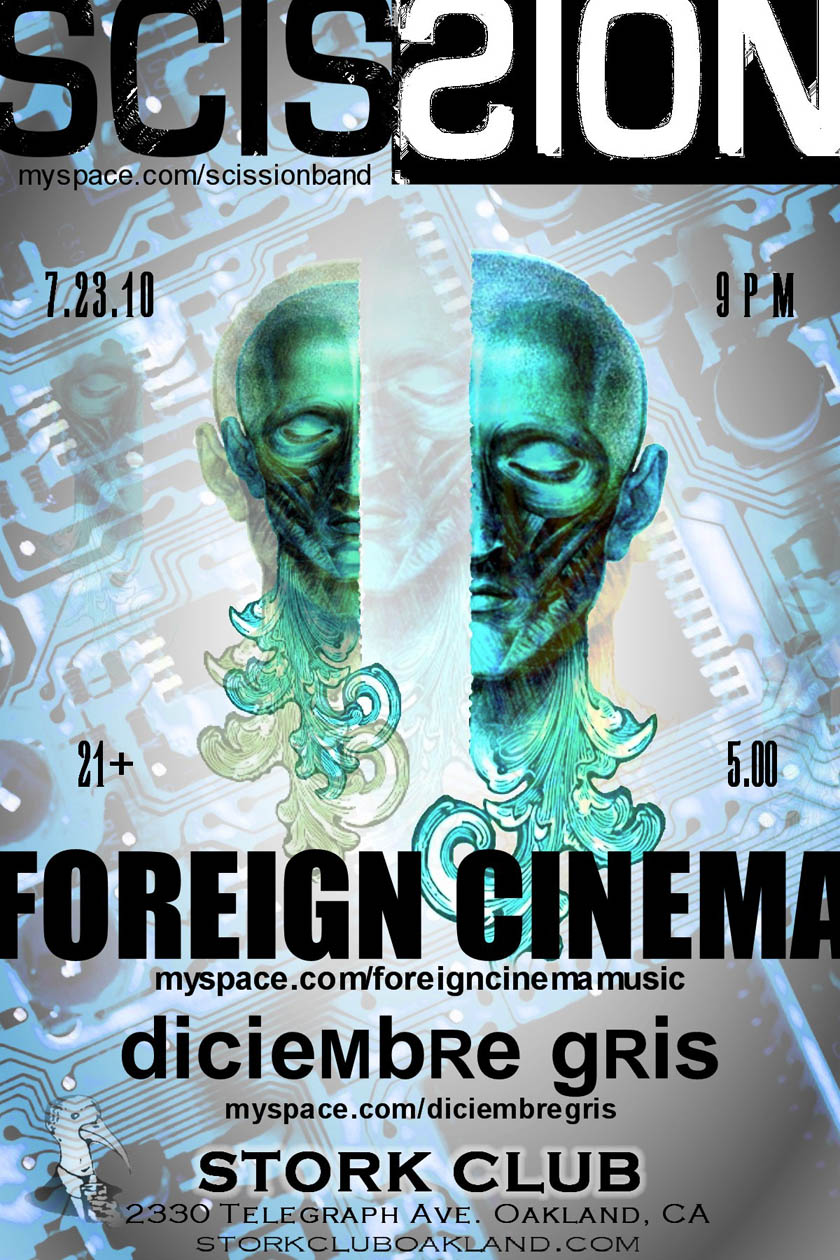 SCISSION
myspace.com/scissionband
7.23.10
9 PM
21+
5.00
FOREIGN CINEMA
myspace.com/foreigncinemamusic
dicieMbRe gRis
myspace.com/diciembregris
STORK CLUB
2330 TELEGRAPH AVE. OAKLAND, CA
STORKCLUBOAKLAND.COM